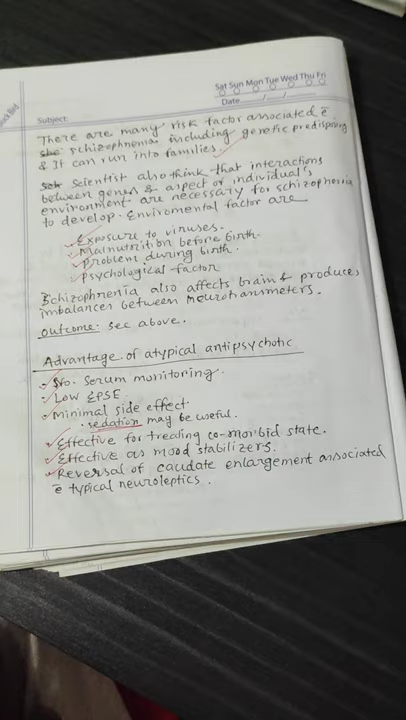 Sat Sun Mon Tue Wed Thu Fri
Subject:
Date / /
There are many risk factor associated c̄
schizophrenia including genetic predisposing
& It can run into families.
Scientist also think that interactions
between genes & aspect of individual's
environment are necessary for schizophrenia
to develop. Enviromental factor are
Exposure to viruses.
Malnutrition before birth.
Problem during birth.
Psychological factor
Schizophrenia also affects brain & produces
imbalances between neurotransmeters.
outcome: see above.
Advantage of atypical antipsychotic
No. Serum monitoring.
Low EPSE
Minimal side effect.
• sedation may be useful.
Effective for treating co-morbid state.
Effective as mood stabilizers.
Reversal of caudate enlargement associated
c̄ typical neuroleptics.